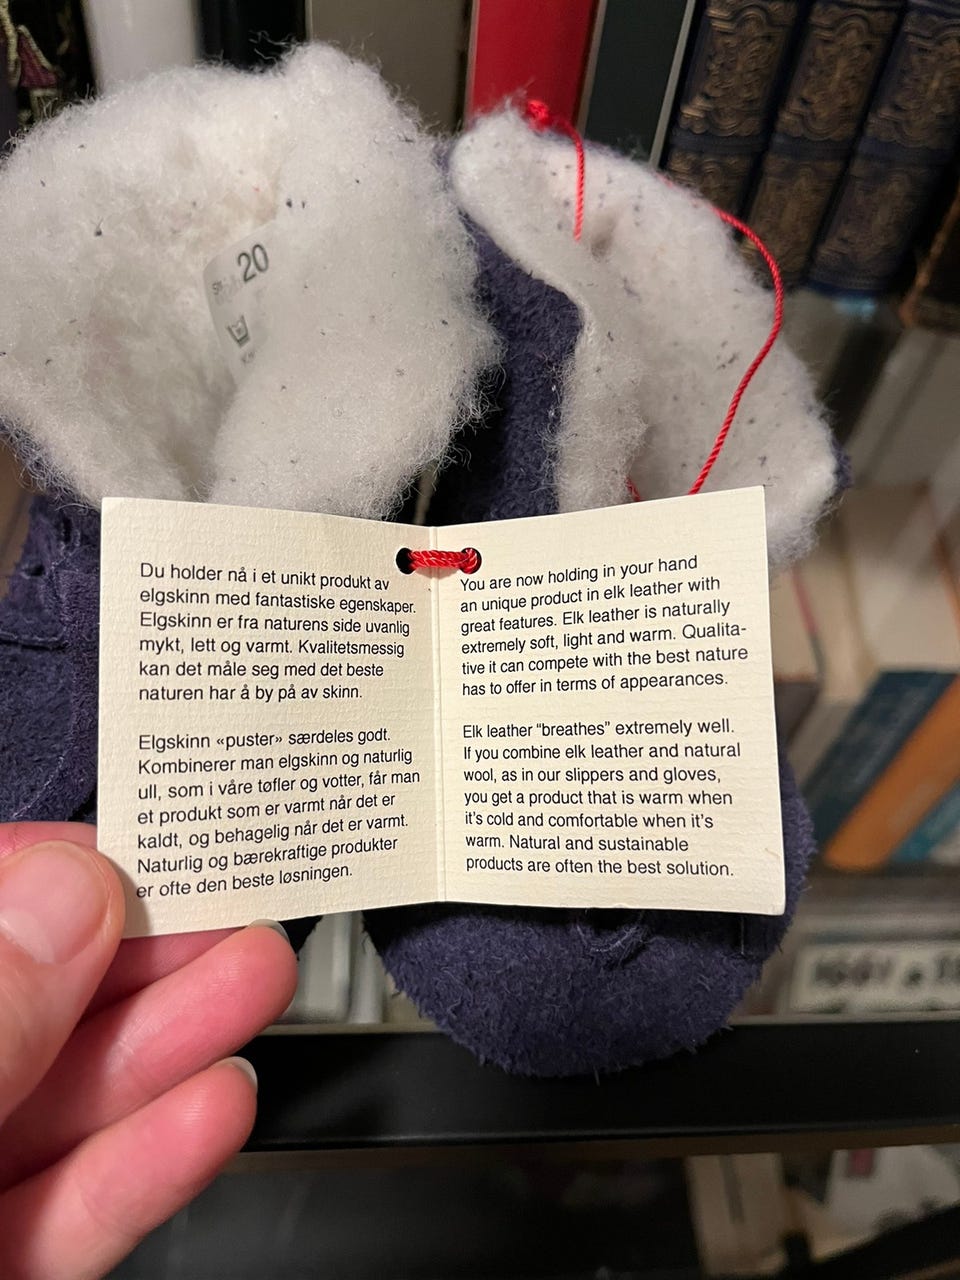 20
Du holder nå i et unikt produkt av
elgskinn med fantastiske egenskaper.
Elgskinn er fra naturens side uvanlig
mykt, lett og varmt. Kvalitetsmessig
kan det måle seg med det beste
naturen har å by på av skinn.
Elgskinn «puster» særdeles godt.
Kombinerer man elgskinn og naturlig
ull, som i våre tøfler og votter, får man
et produkt som er varmt når det er
kaldt, og behagelig når det er varmt.
Naturlig og bærekraftige produkter
er ofte den beste løsningen.
You are now holding in your hand
an unique product in elk leather with
great features. Elk leather is naturally
extremely soft, light and warm. Qualita-
tive it can compete with the best nature
has to offer in terms of appearances.
Elk leather “breathes” extremely well.
If you combine elk leather and natural
wool, as in our slippers and gloves,
you get a product that is warm when
it’s cold and comfortable when it’s
warm. Natural and sustainable
products are often the best solution.